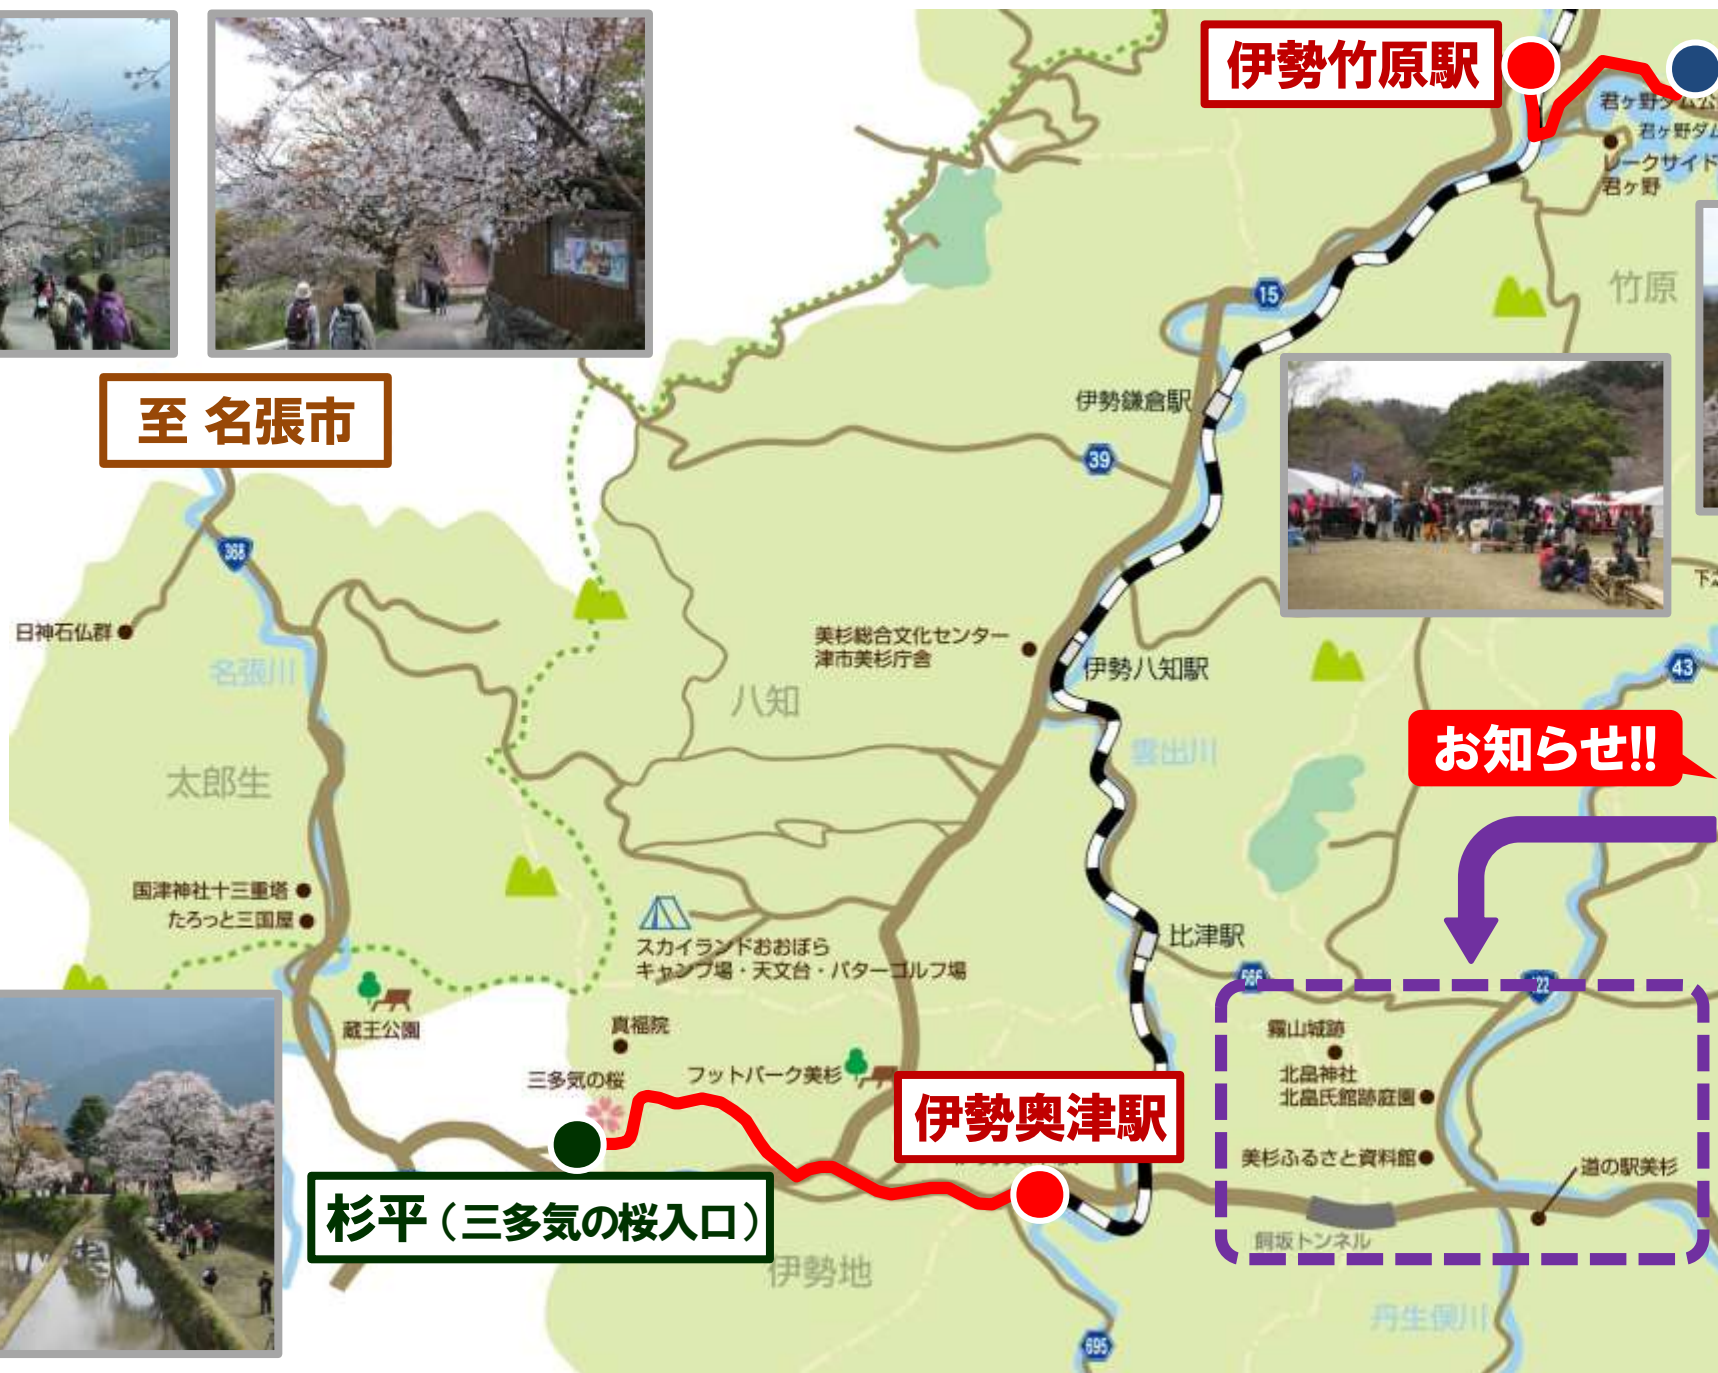 伊勢竹原駅
君ヶ野ダム公
君ヶ野ダム
レークサイド
君ヶ野
竹原
15
至 名張市
伊勢鎌倉駅
39
368
日神石仏群
名張川
美杉総合文化センター
津市美杉庁舎
伊勢八知駅
43
八知
雲出川
お知らせ!!
太郎生
国津神社十三重塔
たろっと三国屋
スカイランドおおぼら
キャンプ場・天文台・パターゴルフ場
比津駅
666
蔵王公園
真福院
三多気の桜
フットパーク美杉
霧山城跡
北畠神社
北畠氏館跡庭園
伊勢奥津駅
美杉ふるさと資料館
道の駅美杉
杉平（三多気の桜入口）
飼坂トンネル
伊勢地
丹生俣川
695